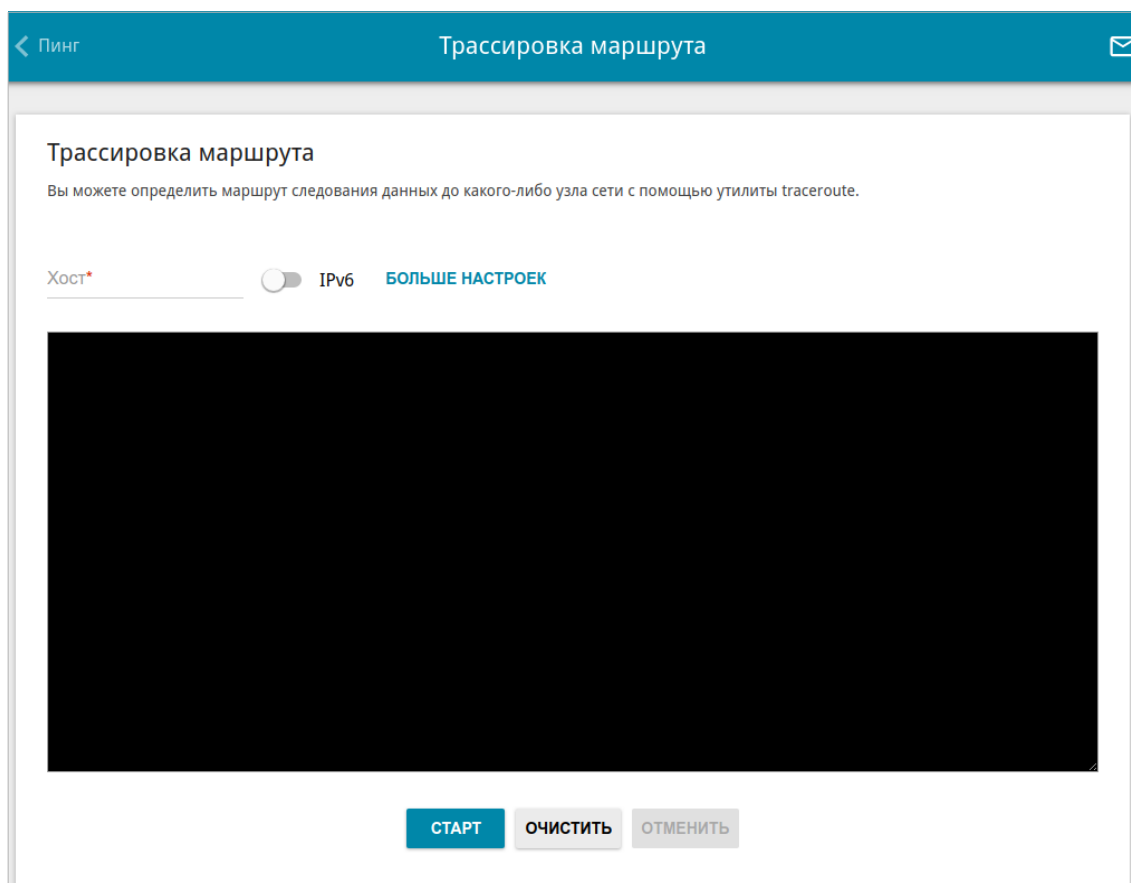 Пинг
Трассировка маршрута
Трассировка маршрута
Вы можете определить маршрут следования данных до какого-либо узла сети с помощью утилиты traceroute.
Хост*
IPv6
БОЛЬШЕ НАСТРОЕК
СТАРТ
ОЧИСТИТЬ
ОТМЕНИТЬ